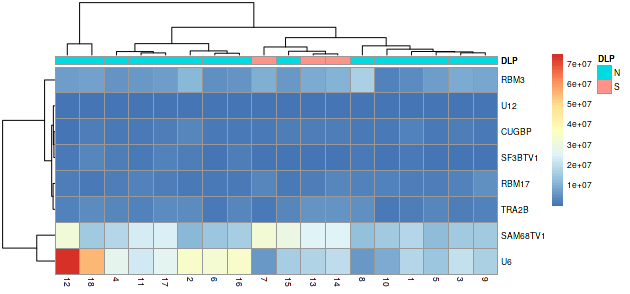 DLP
RBM3
U12
CUGBP
SF3BTV1
RBM17
TRA2B
SAM68TV1
U6
12 18 4 11 17 2 6 16 7 15 13 14 8 10 1 5 3 9
7e+07
6e+07
5e+07
4e+07
3e+07
2e+07
1e+07
DLP
N
S